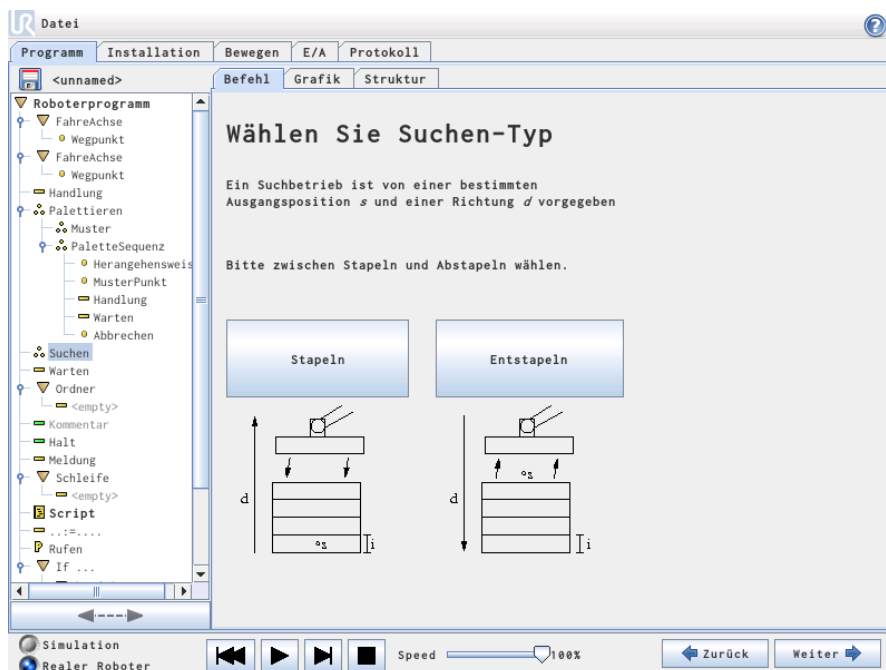 UR Datei
?
Programm Installation Bewegen E/A Protokoll
<unnamed>
Befehl Grafik Struktur
Roboterprogramm
FahreAchse
Wegpunkt
FahreAchse
Wegpunkt
Handlung
Palettieren
Muster
PaletteSequenz
Herangehensweis
MusterPunkt
Handlung
Warten
Abbrechen
Suchen
Warten
Ordner
<empty>
Kommentar
Halt
Meldung
Schleife
<empty>
Script
..:=....
Rufen
If ...
Wählen Sie Suchen-Typ
Ein Suchbetrieb ist von einer bestimmten
Ausgangsposition s und einer Richtung d vorgegeben
Bitte zwischen Stapeln und Abstapeln wählen.
Stapeln Entstapeln
d s i
d s i
Simulation
Realer Roboter
Speed 100%
Zurück Weiter